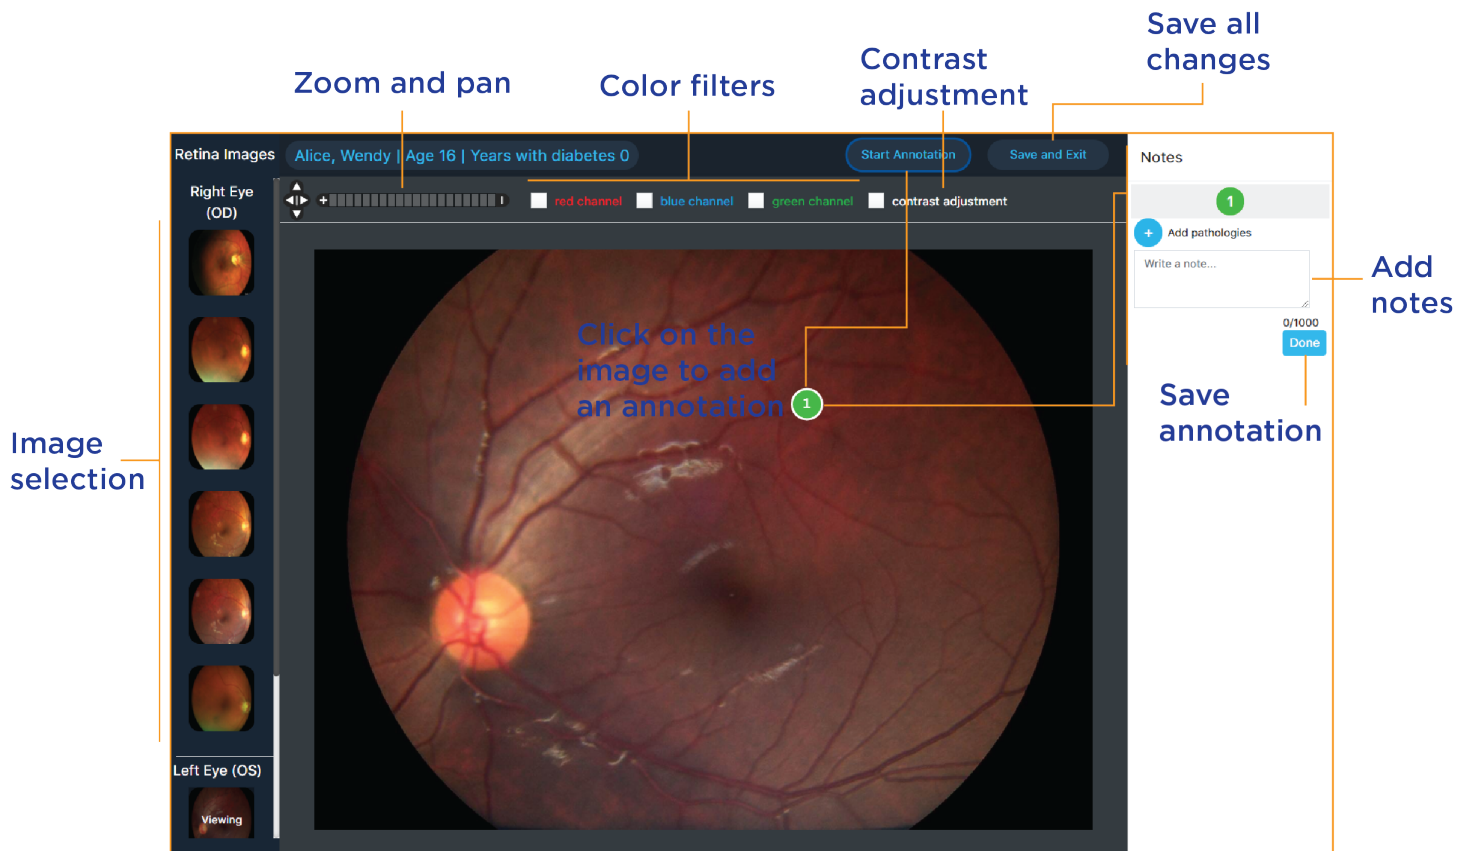 Save all
changes
Contrast
adjustment
Zoom and pan
Color filters
Retina Images
Alice, Wendy | Age 16 | Years with diabetes 0
Start Annotation
Save and Exit
Notes
Right Eye
(OD)
red channel
blue channel
green channel
contrast adjustment
1
+ Add pathologies
Write a note...
0/1000
Done
Add
notes
Click on the
image to add
an annotation
1
Save
annotation
Image
selection
Left Eye (OS)
Viewing